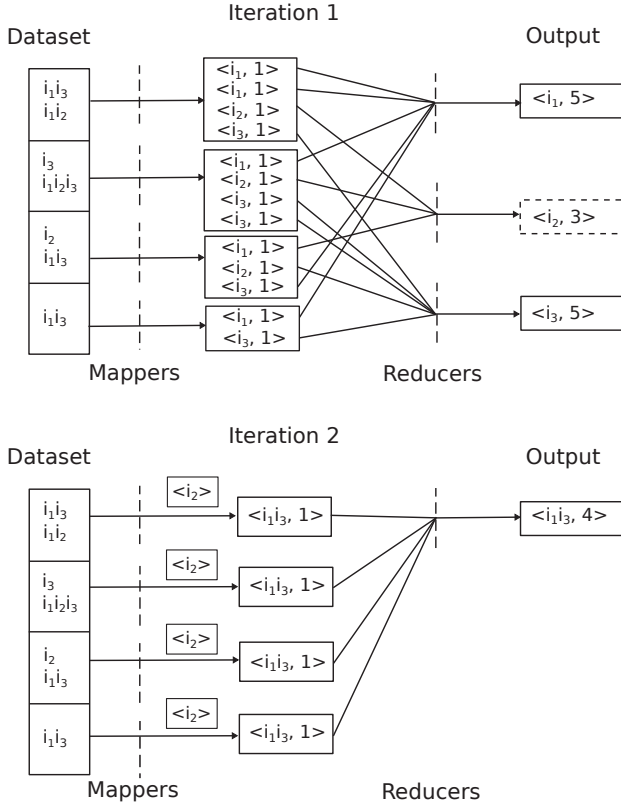 Iteration 1
Dataset
Output
i₁i₃
i₁i₂
i₃
i₁i₂i₃
i₂
i₁i₃
i₁i₃
<i₁, 1>
<i₁, 1>
<i₂, 1>
<i₃, 1>
<i₁, 1>
<i₂, 1>
<i₃, 1>
<i₃, 1>
<i₁, 1>
<i₂, 1>
<i₃, 1>
<i₁, 1>
<i₃, 1>
<i₁, 5>
<i₂, 3>
<i₃, 5>
Mappers
Reducers
Iteration 2
Dataset
Output
i₁i₃
i₁i₂
i₃
i₁i₂i₃
i₂
i₁i₃
i₁i₃
<i₂>
<i₁i₃, 1>
<i₂>
<i₁i₃, 1>
<i₂>
<i₁i₃, 1>
<i₂>
<i₁i₃, 1>
<i₁i₃, 4>
Mappers
Reducers